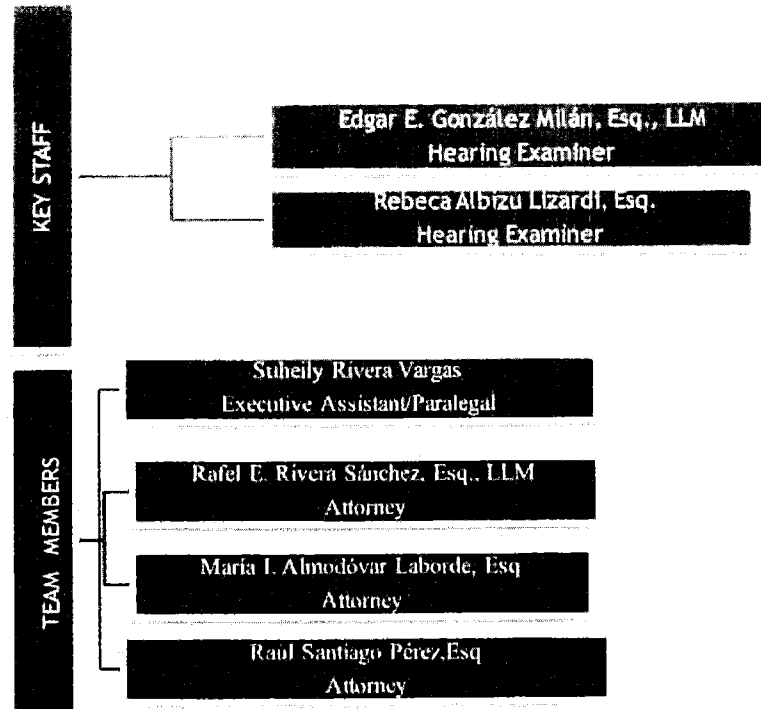 KEY STAFF
Edgar E. González Milán, Esq., LLM
Hearing Examiner
Rebeca Albizu Lizardi, Esq.
Hearing Examiner
TEAM MEMBERS
Suheily Rivera Vargas
Executive Assistant/Paralegal
Rafel E. Rivera Sánchez, Esq., LLM
Attorney
María I. Almodóvar Laborde, Esq
Attorney
Raúl Santiago Pérez,Esq
Attorney